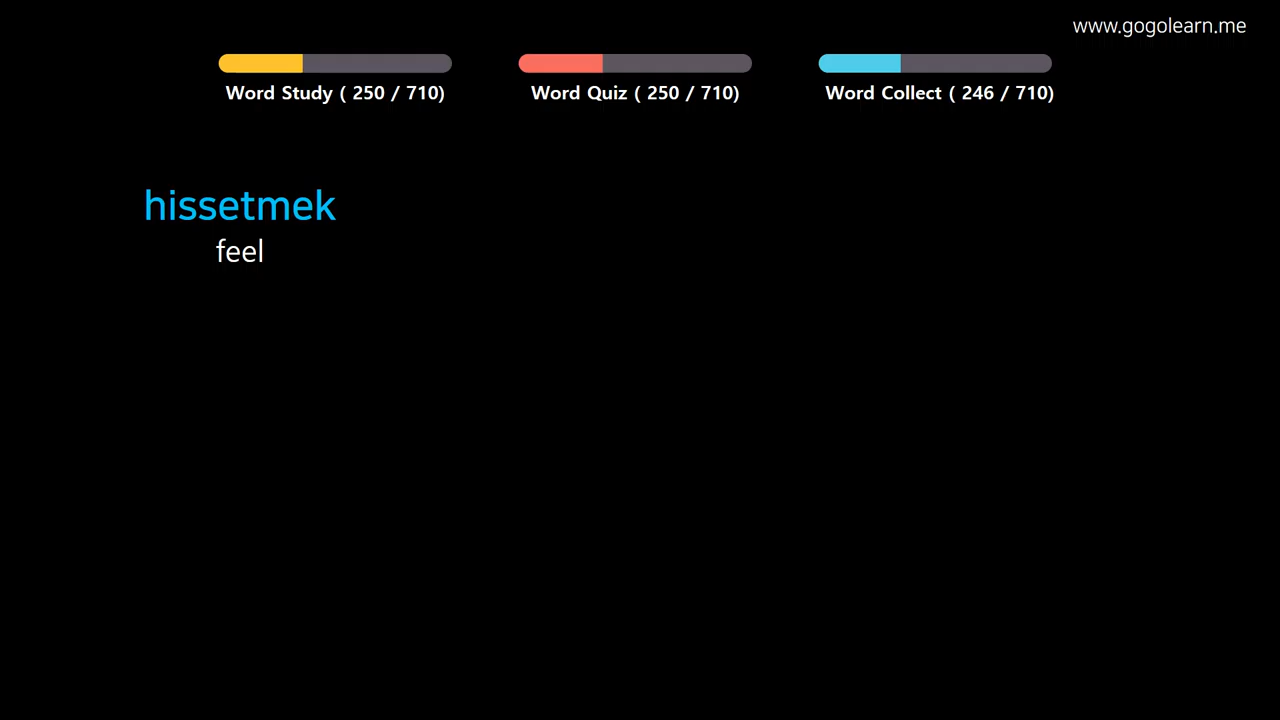 www.gogolearn.me
Word Study ( 250 / 710)
Word Quiz ( 250 / 710)
Word Collect ( 246 / 710)
hissetmek
feel